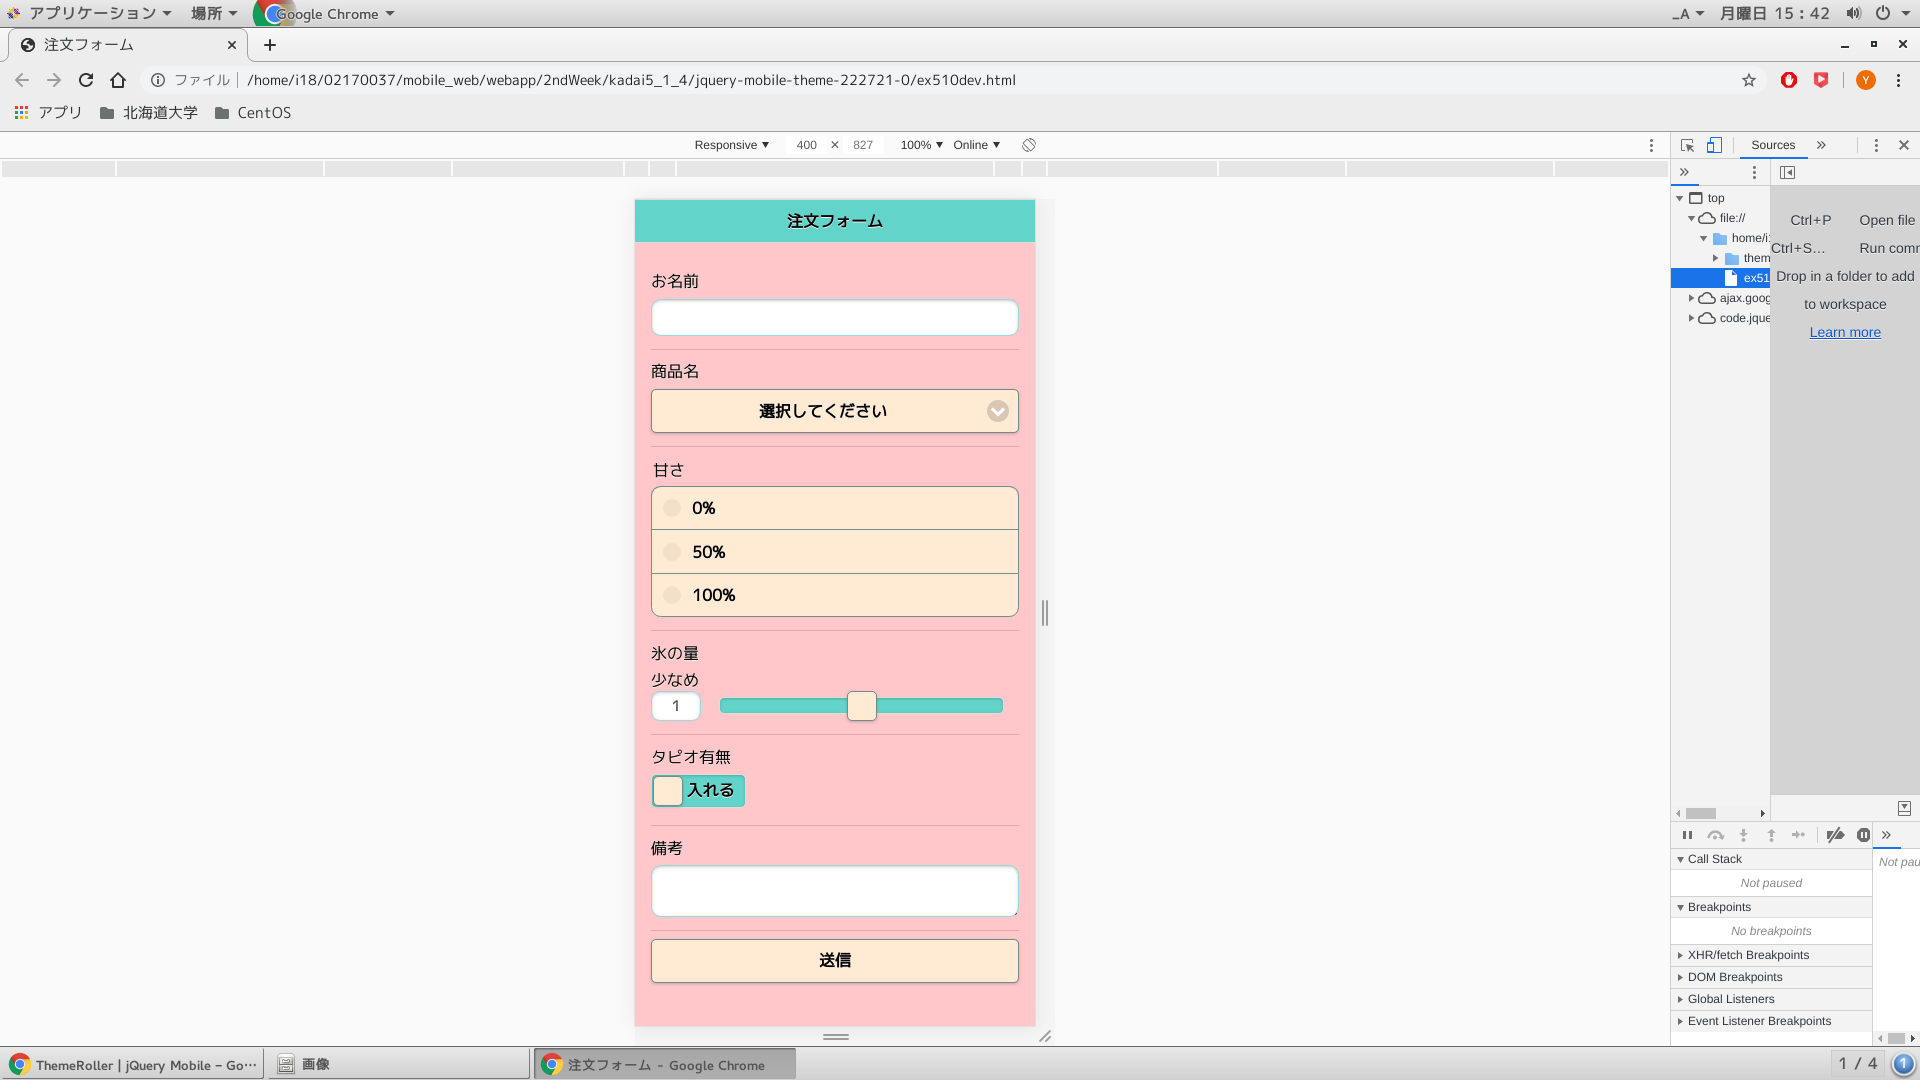 アプリケーション 場所 Google Chrome _A 月曜日 15：42
注文フォーム
ファイル /home/i18/02170037/mobile_web/webapp/2ndWeek/kadai5_1_4/jquery-mobile-theme-222721-0/ex510dev.html Y
アプリ 北海道大学 CentOS
Responsive 400 × 827 100% Online
Sources
top
file://
home/i
them
ex51
ajax.goog
code.jque
Ctrl+P Open file
Ctrl+S... Run comm
Drop in a folder to add
to workspace
Learn more
注文フォーム
お名前
商品名
選択してください
甘さ
0%
50%
100%
氷の量
少なめ
1
タピオ有無
入れる
備考
送信
Call Stack
Not paused
Not pau
Breakpoints
No breakpoints
XHR/fetch Breakpoints
DOM Breakpoints
Global Listeners
Event Listener Breakpoints
ThemeRoller | jQuery Mobile – Go… 画像 注文フォーム - Google Chrome 1 / 4 1